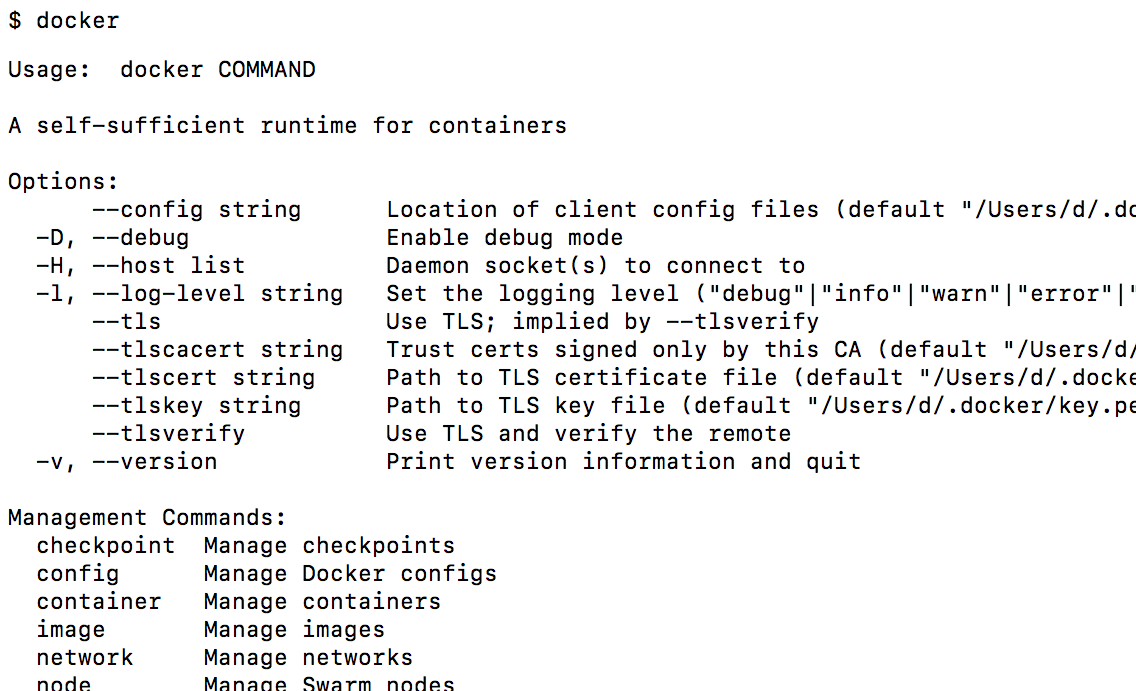 $ docker
Usage:  docker COMMAND
A self-sufficient runtime for containers
Options:
      --config string      Location of client config files (default "/Users/d/.do
  -D, --debug              Enable debug mode
  -H, --host list          Daemon socket(s) to connect to
  -l, --log-level string   Set the logging level ("debug"|"info"|"warn"|"error"|"
      --tls                Use TLS; implied by --tlsverify
      --tlscacert string   Trust certs signed only by this CA (default "/Users/d/
      --tlscert string     Path to TLS certificate file (default "/Users/d/.docke
      --tlskey string      Path to TLS key file (default "/Users/d/.docker/key.pe
      --tlsverify          Use TLS and verify the remote
  -v, --version            Print version information and quit
Management Commands:
  checkpoint  Manage checkpoints
  config      Manage Docker configs
  container   Manage containers
  image       Manage images
  network     Manage networks
  node        Manage Swarm nodes